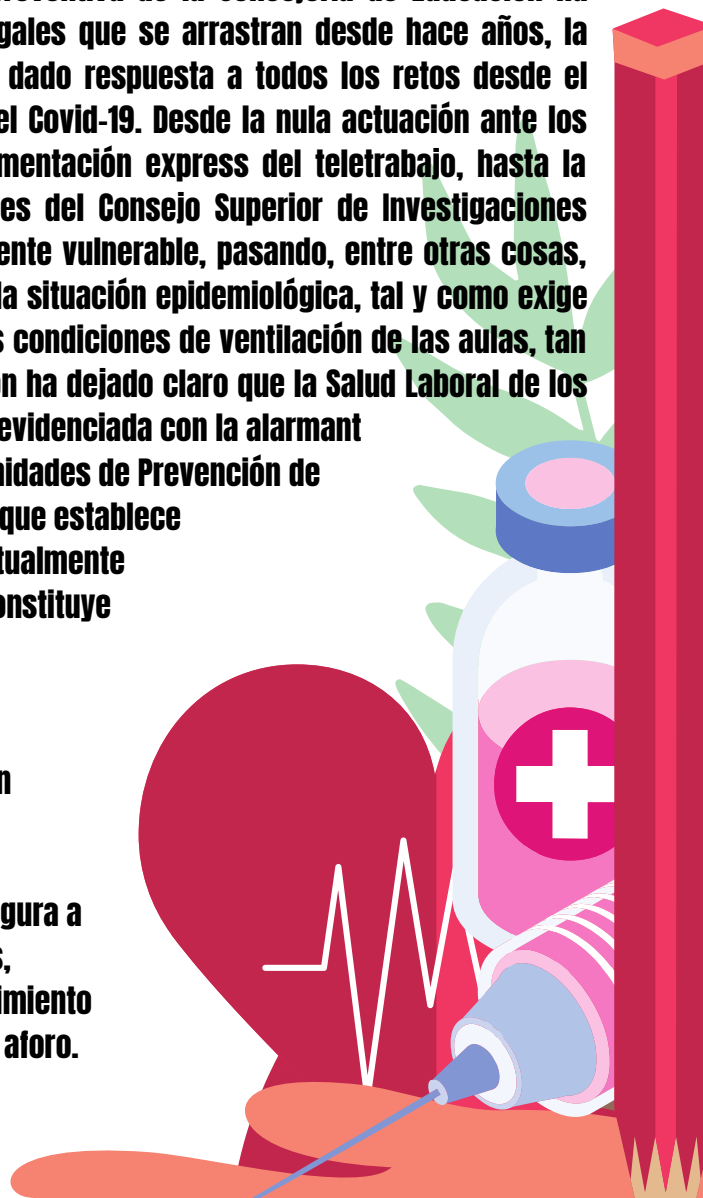 gales que se arrastran desde hace años, la
dado respuesta a todos los retos desde el
el Covid-19. Desde la nula actuación ante los
mentación express del teletrabajo, hasta la
es del Consejo Superior de Investigaciones
ente vulnerable, pasando, entre otras cosas,
la situación epidemiológica, tal y como exige
s condiciones de ventilación de las aulas, tan
ón ha dejado claro que la Salud Laboral de los
evidenciada con la alarmant
nidades de Prevención de
que establece
tualmente
onstituye
n
gura a
s,
imiento
aforo.